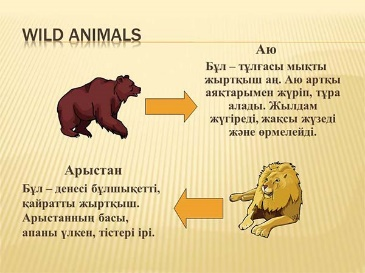 WILD ANIMALS
Аю
Бұл – тұлғасы мықты
жыртқыш аң. Аю артқы
аяқтарымен жүріп, тұра
алады. Жылдам
жүгіреді, жақсы жүзеді
және өрмелейді.
Арыстан
Бұл – денесі бұлшықетті,
қайратты жыртқыш.
Арыстанның басы,
апаны үлкен, тістері ірі.